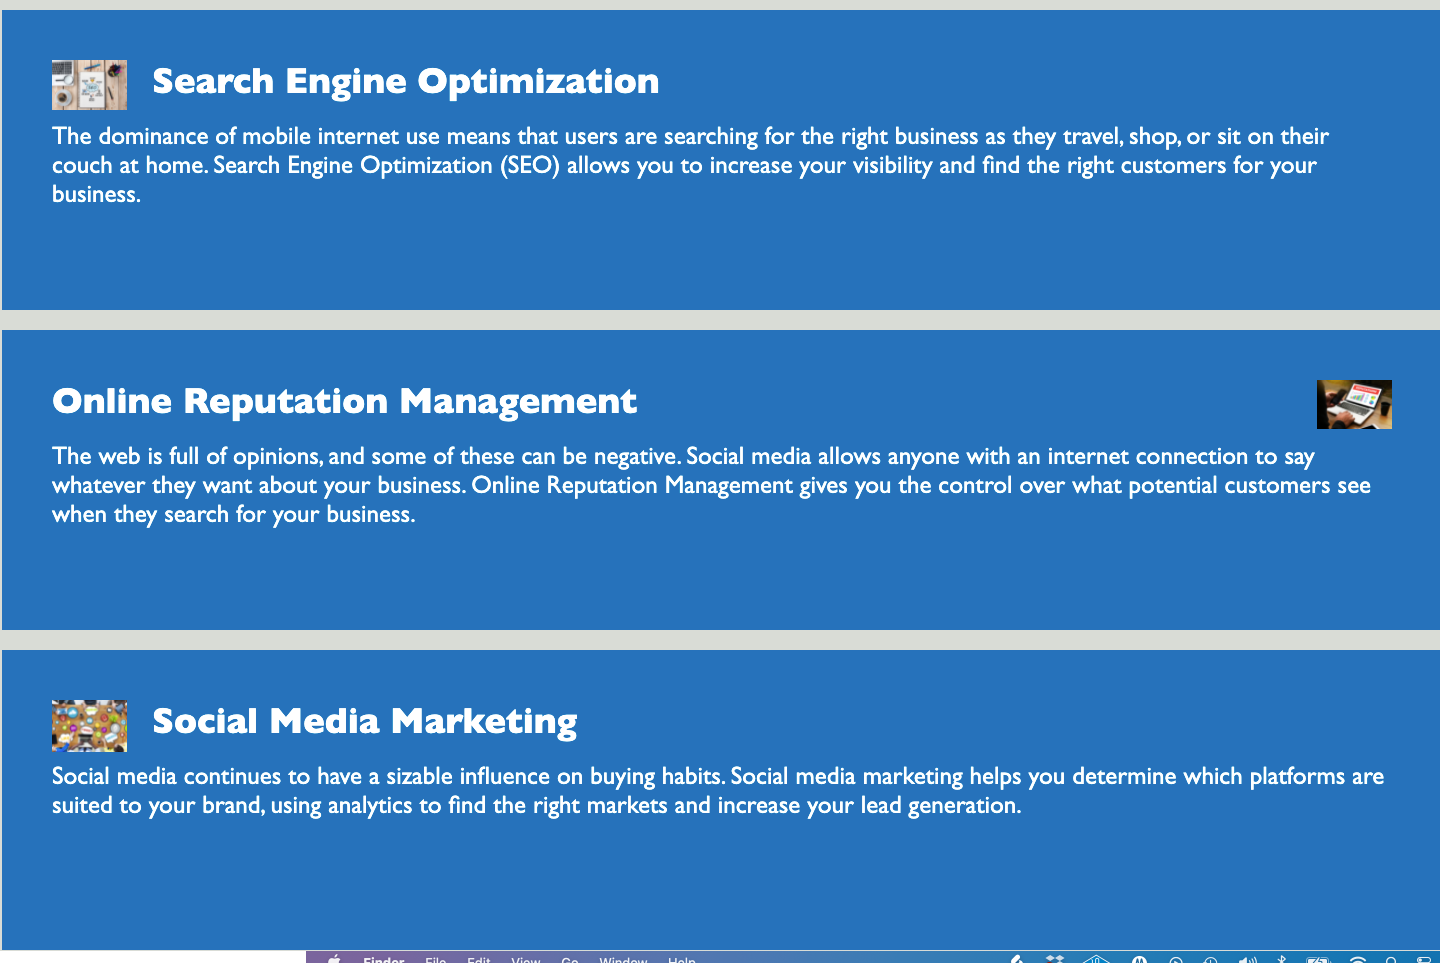 Search Engine Optimization
The dominance of mobile internet use means that users are searching for the right business as they travel, shop, or sit on their
couch at home. Search Engine Optimization (SEO) allows you to increase your visibility and find the right customers for your
business.
Online Reputation Management
The web is full of opinions, and some of these can be negative. Social media allows anyone with an internet connection to say
whatever they want about your business. Online Reputation Management gives you the control over what potential customers see
when they search for your business.
Social Media Marketing
Social media continues to have a sizable influence on buying habits. Social media marketing helps you determine which platforms are
suited to your brand, using analytics to find the right markets and increase your lead generation.
Finder File Edit View Go Window Help